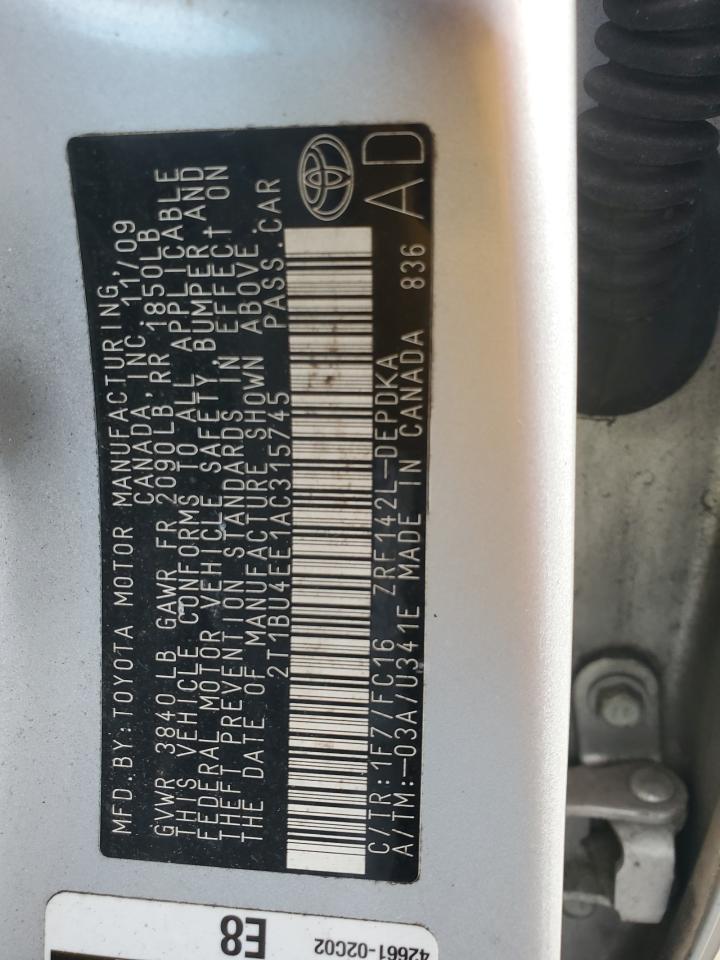 MFD.BY:TOYOTA MOTOR MANUFACTURING,
CANADA,INC. 11/09
GVWR 3840 LB GAWR FR 2090LB RR 1850LB
THIS VEHICLE CONFORMS TO ALL APPLICABLE
FEDERAL MOTOR VEHICLE SAFETY,BUMPER,AND
THEFT PREVENTION STANDARDS IN EFFECT ON
THE DATE OF MANUFACTURE SHOWN ABOVE.
2T1BU4EE1AC315745 PASS.CAR
C/TR:1F7/FC16 ZRE142L-DEPDKA
A/TM:-03A/U341E MADE IN CANADA 836 AD
E8
42661-02C02